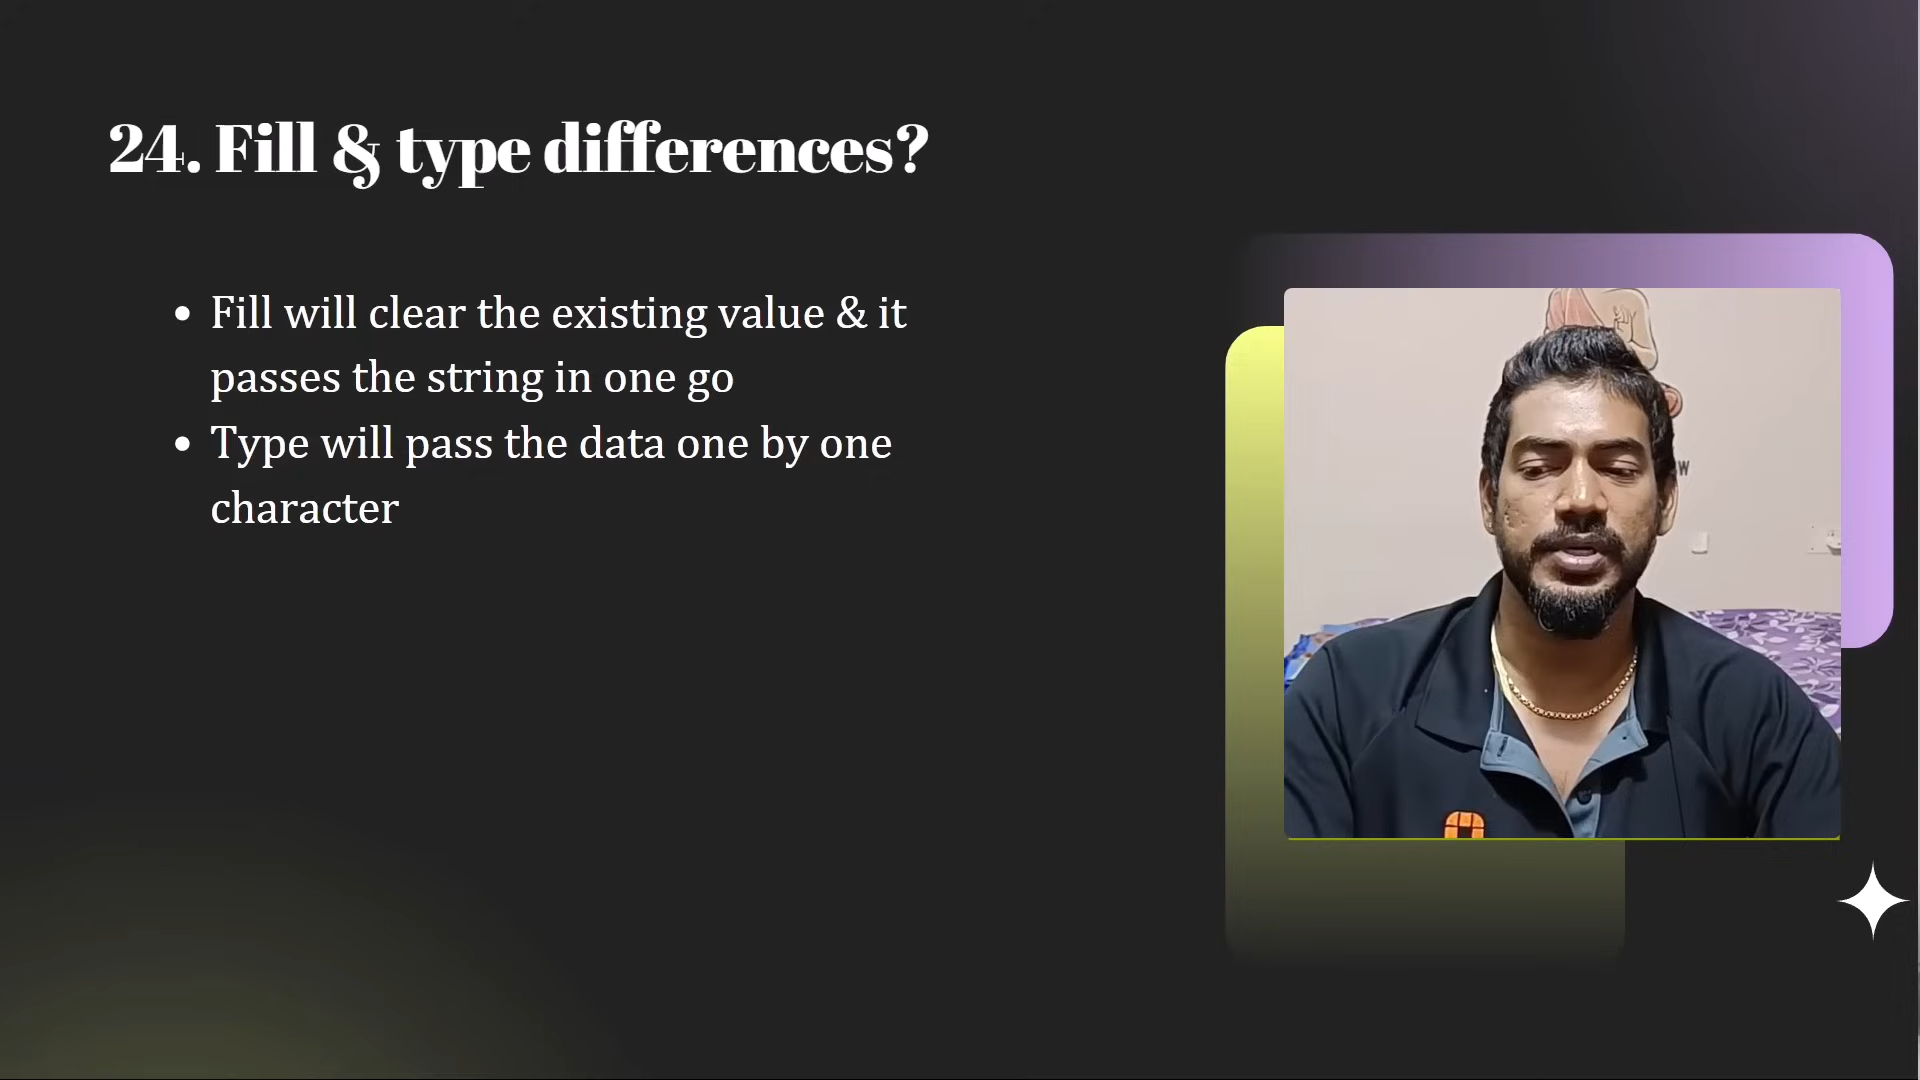 24. Fill & type differences?
• Fill will clear the existing value & it
passes the string in one go
• Type will pass the data one by one
character